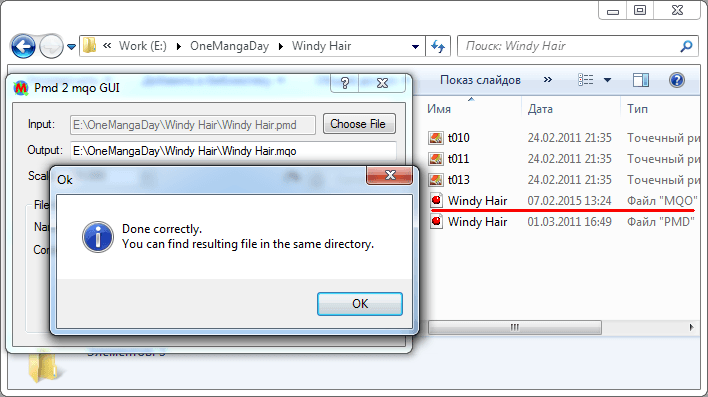 Work (E:) OneMangaDay Windy Hair
Поиск: Windy Hair
Показ слайдов »
Pmd 2 mqo GUI
Input: E:\OneMangaDay\Windy Hair\Windy Hair.pmd Choose File
Output: E:\OneMangaDay\Windy Hair\Windy Hair.mqo
Scale
File
Na
Con
Ok
Done correctly.
You can find resulting file in the same directory.
OK
Имя Дата Тип
t010 24.02.2011 21:35 Точечный ри
t011 24.02.2011 21:35 Точечный ри
t013 24.02.2011 21:35 Точечный ри
Windy Hair 07.02.2015 13:24 Файл "MQO"
Windy Hair 01.03.2011 16:49 Файл "PMD"